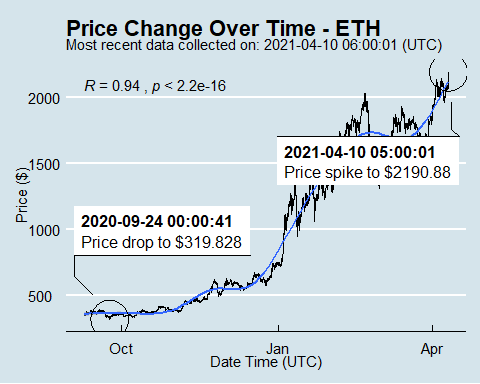 Price Change Over Time - ETH
Most recent data collected on: 2021-04-10 06:00:01 (UTC)
R = 0.94 , p < 2.2e-16
2000
1500
1000
500
Price ($)
2021-04-10 05:00:01
Price spike to $2190.88
2020-09-24 00:00:41
Price drop to $319.828
Oct
Jan
Apr
Date Time (UTC)